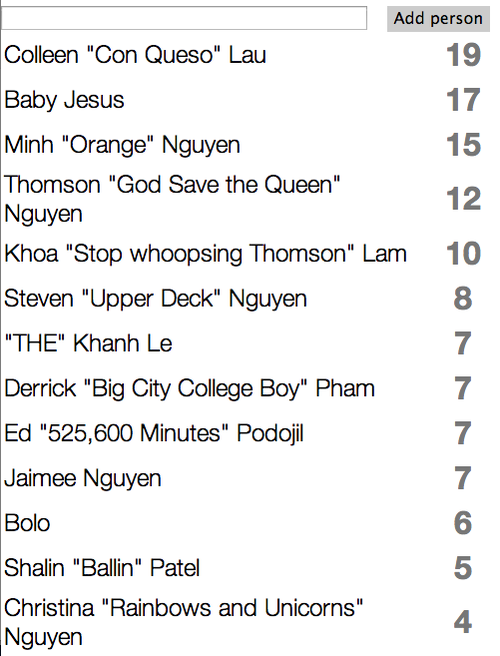 Add person
Colleen "Con Queso" Lau 19
Baby Jesus 17
Minh "Orange" Nguyen 15
Thomson "God Save the Queen"
Nguyen 12
Khoa "Stop whoopsing Thomson" Lam 10
Steven "Upper Deck" Nguyen 8
"THE" Khanh Le 7
Derrick "Big City College Boy" Pham 7
Ed "525,600 Minutes" Podojil 7
Jaimee Nguyen 7
Bolo 6
Shalin "Ballin" Patel 5
Christina "Rainbows and Unicorns"
Nguyen 4